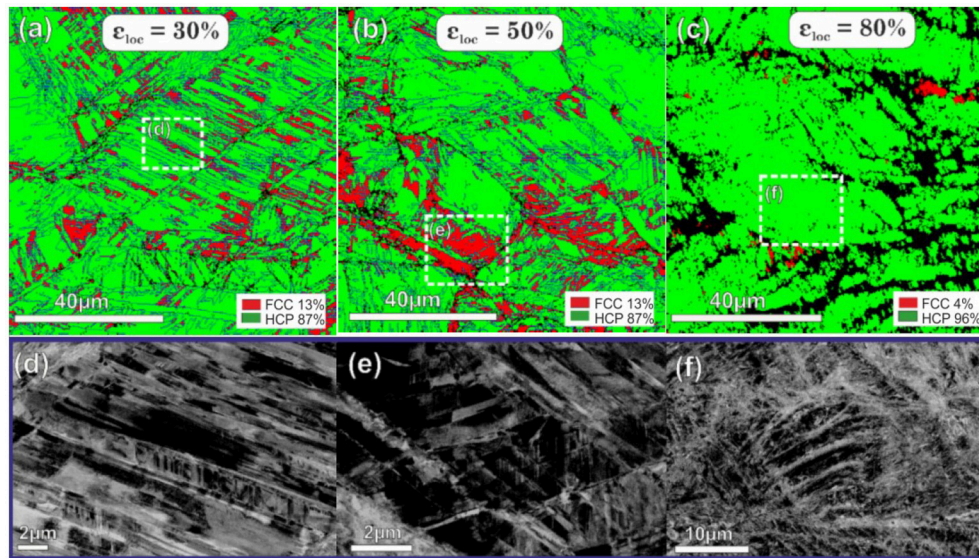 (a)
ε_loc = 30%
(d)
40μm
FCC 13%
HCP 87%
(b)
ε_loc = 50%
(e)
40μm
FCC 13%
HCP 87%
(c)
ε_loc = 80%
(f)
40μm
FCC 4%
HCP 96%
(d)
2μm
(e)
2μm
(f)
10μm